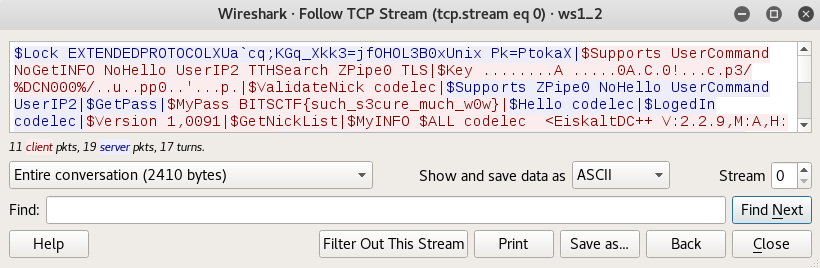 Wireshark · Follow TCP Stream (tcp.stream eq 0) · ws1_2
$Lock EXTENDEDPROTOCOLXUa`cq;KGq_Xkk3=jfOHOL3B0xUnix Pk=PtokaX|$Supports UserCommand
NoGetINFO NoHello UserIP2 TTHSearch ZPipe0 TLS|$Key ........A .....0A.C.0!...c.p3/
%DCN000%/..u..pp0..'...p.|$ValidateNick codelec|$Supports ZPipe0 NoHello UserCommand
UserIP2|$GetPass|$MyPass BITSCTF{such_s3cure_much_w0w}|$Hello codelec|$LogedIn
codelec|$Version 1,0091|$GetNickList|$MyINFO $ALL codelec  <EiskaltDC++ V:2.2.9,M:A,H:
11 client pkts, 19 server pkts, 17 turns.
Entire conversation (2410 bytes) Show and save data as ASCII Stream 0
Find: Find Next
Help Filter Out This Stream Print Save as... Back Close